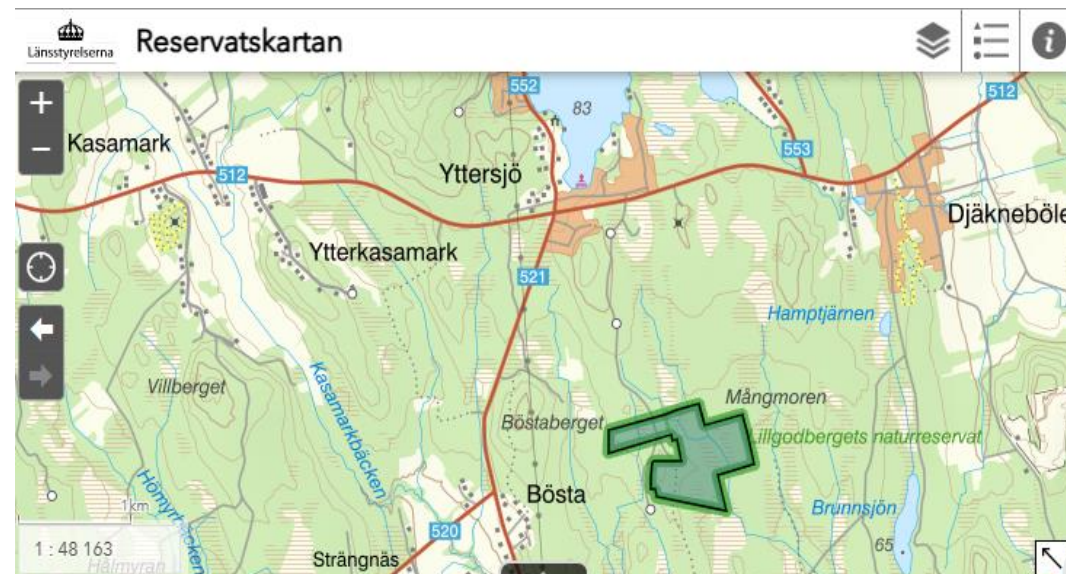 Länsstyrelserna
Reservatskartan
i
+
−
552
83
512
Kasamark
553
Yttersjö
512
Djäkneböle
Ytterkasamark
521
Hamptjärnen
Villberget
Kasamarkbäcken
Mångmoren
Böstaberget
Lillgodbergets naturreservat
Bösta
1km
Brunnsjön
520
65
1 : 48 163
Strängnäs
Hålmyran